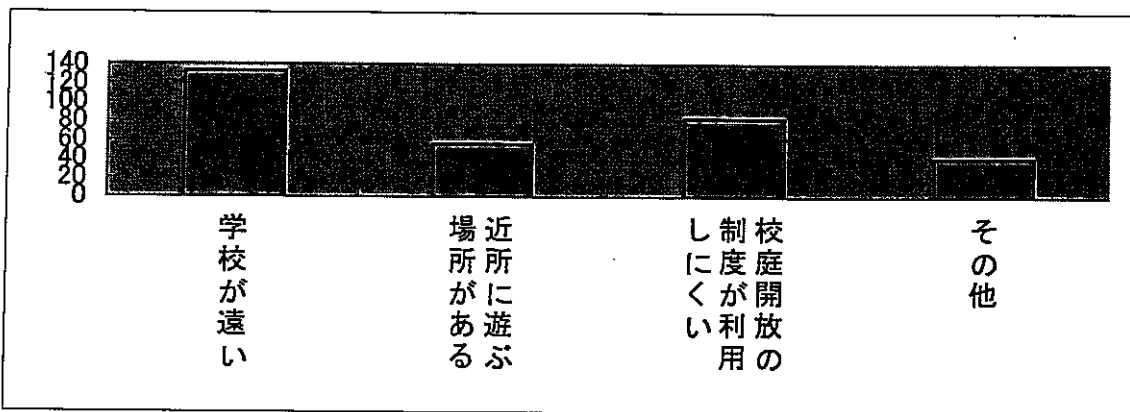 140
120
100
80
60
40
20
0
学校が遠い
近所に遊ぶ
場所がある
校庭開放の
制度が利用
しにくい
その他